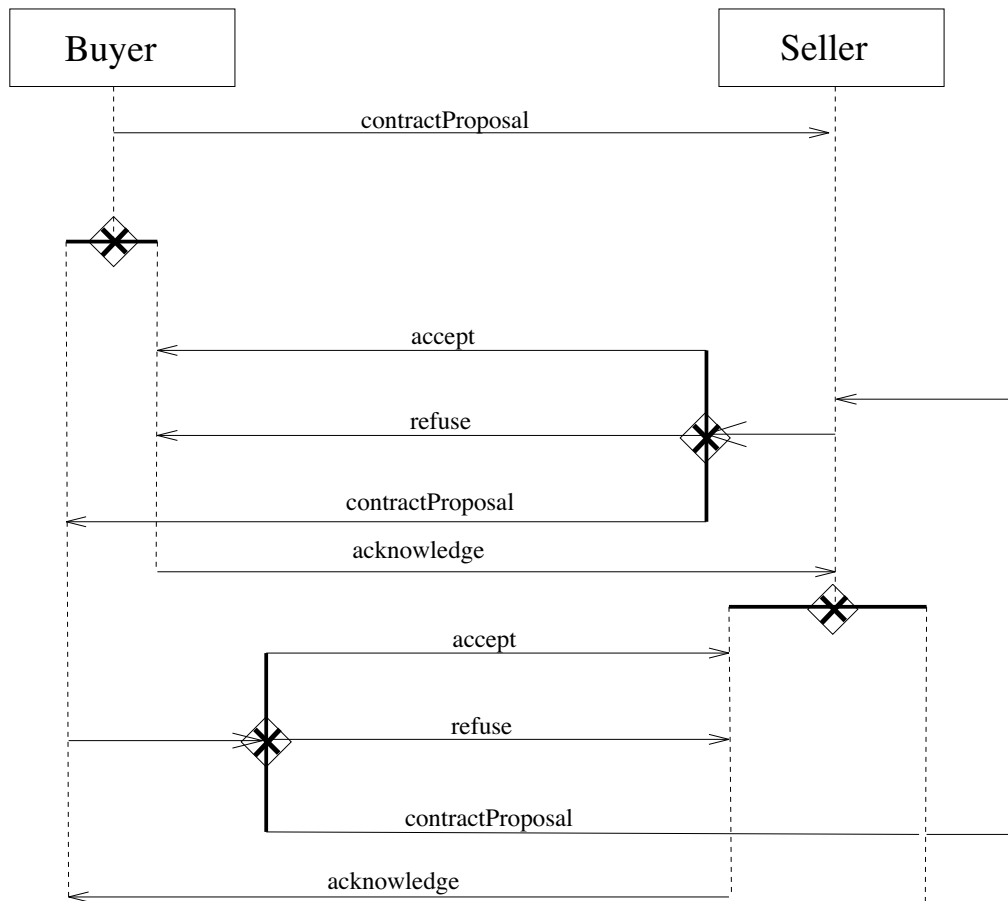 Buyer
Seller
contractProposal
accept
refuse
contractProposal
acknowledge
accept
refuse
contractProposal
acknowledge